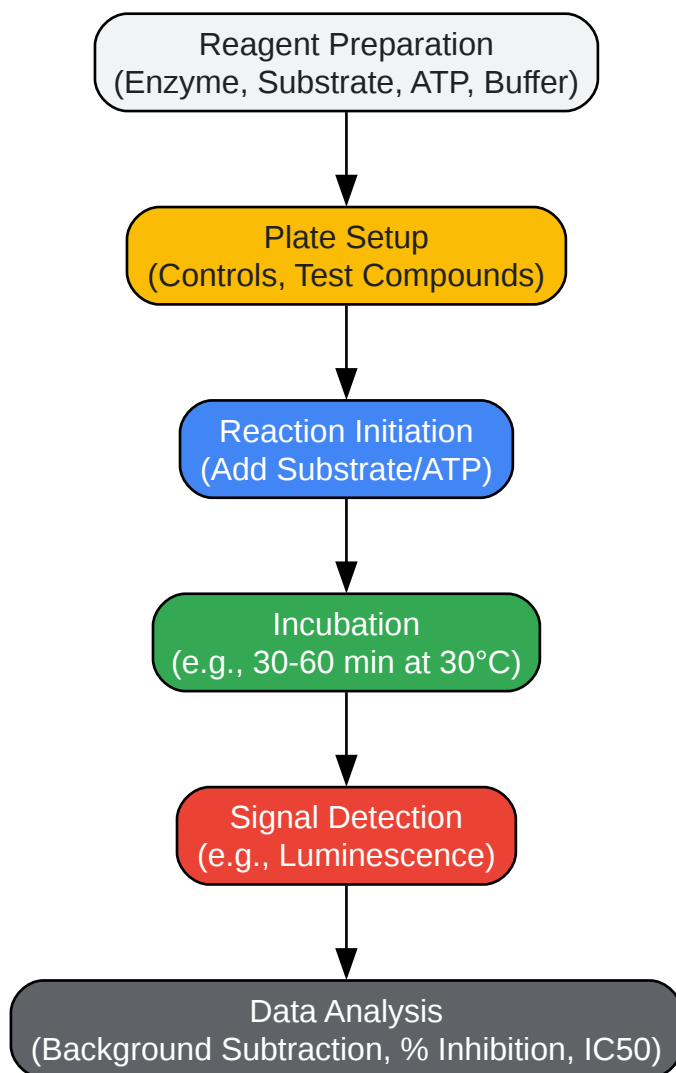 Reagent Preparation
(Enzyme, Substrate, ATP, Buffer)
Plate Setup
(Controls, Test Compounds)
Reaction Initiation
(Add Substrate/ATP)
Incubation
(e.g., 30-60 min at 30°C)
Signal Detection
(e.g., Luminescence)
Data Analysis
(Background Subtraction, % Inhibition, IC50)